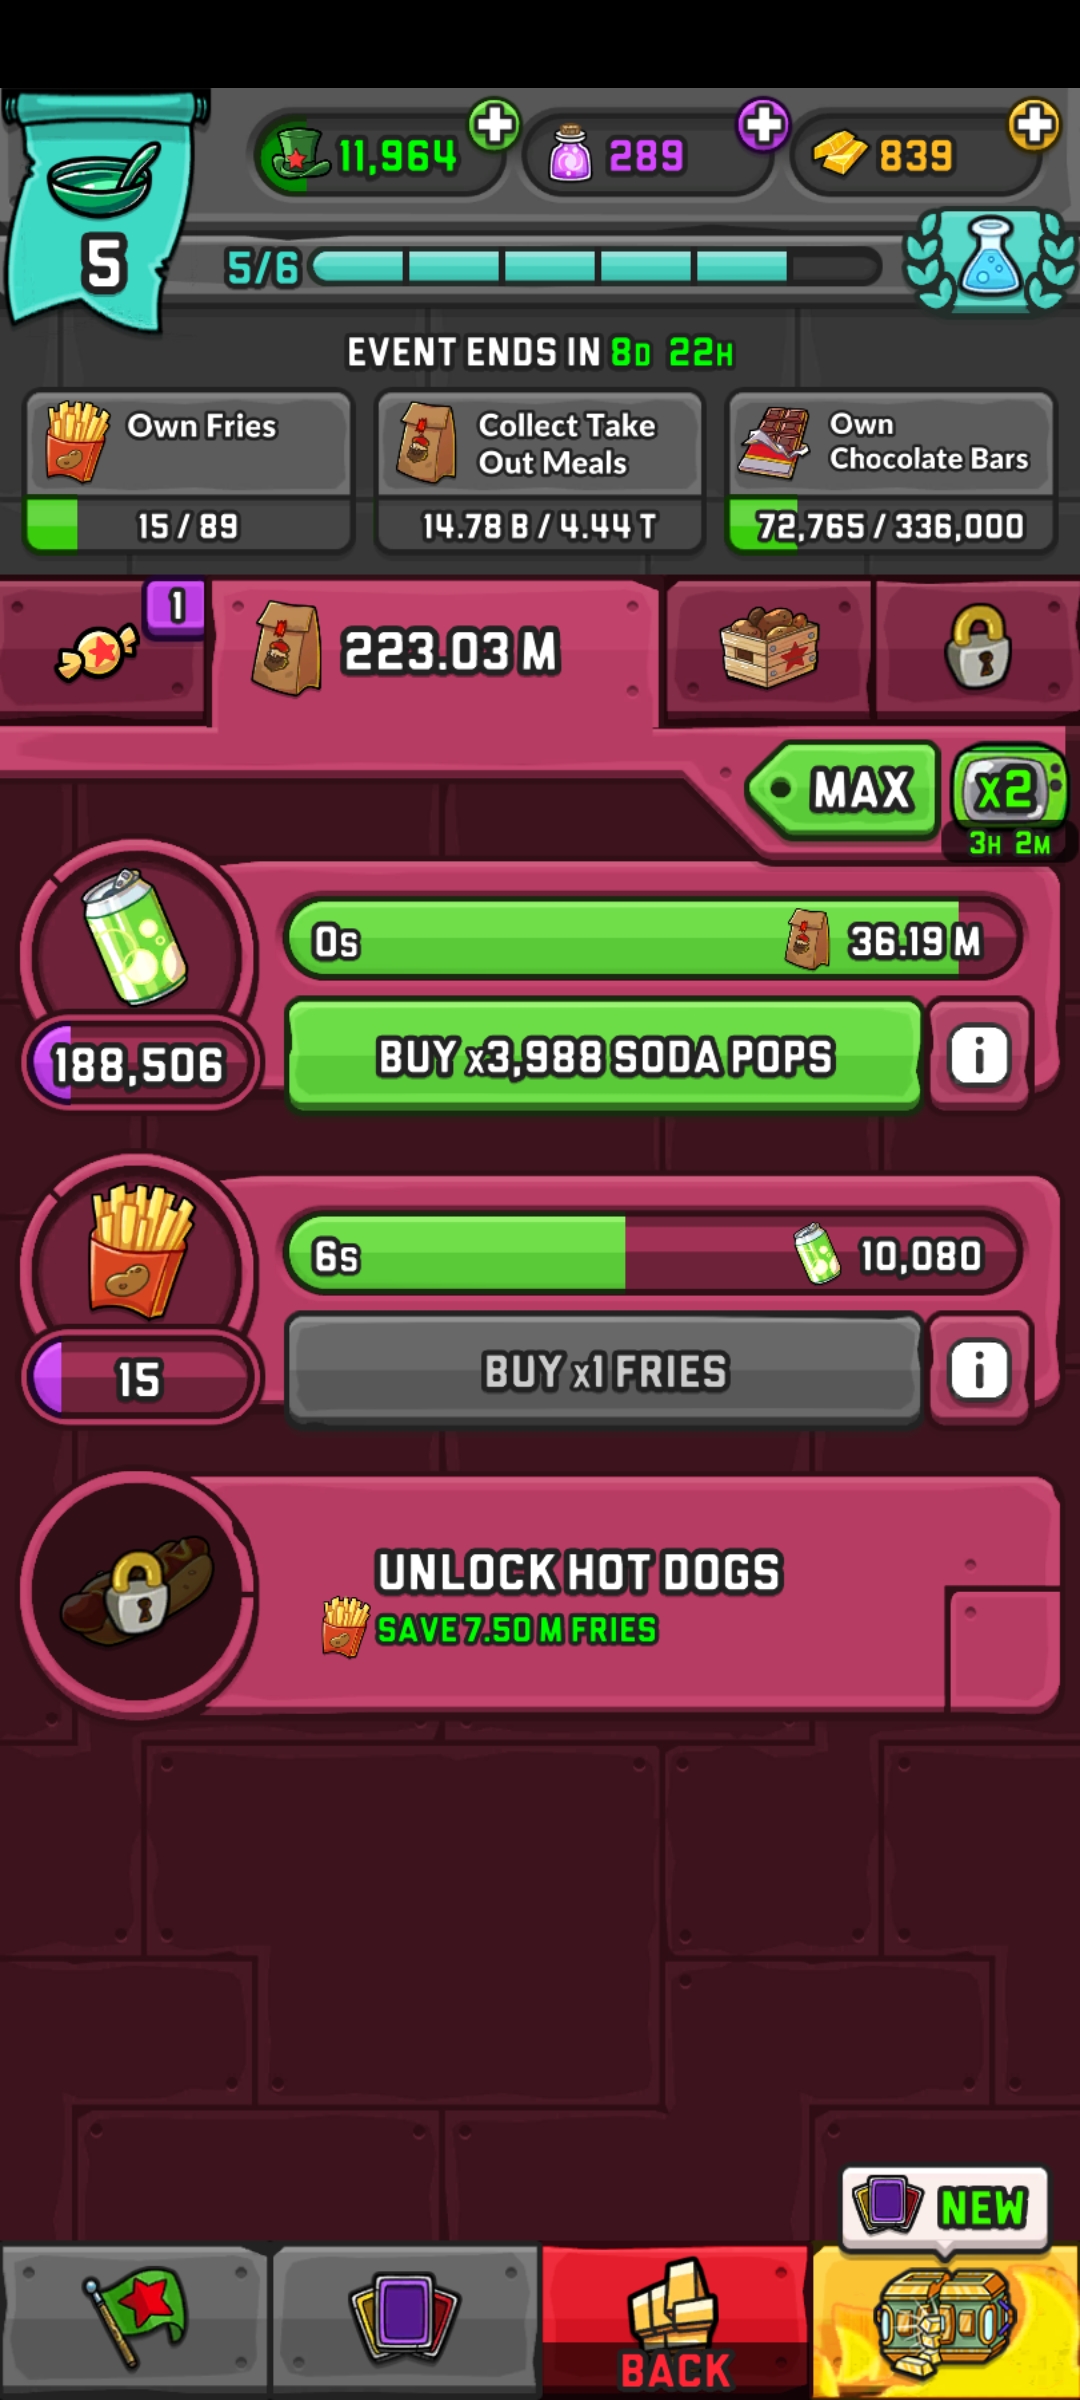 11,964
289
839
5
5/6
EVENT ENDS IN 8D 22H
Own Fries
Collect Take
Out Meals
Own
Chocolate Bars
15 / 89
14.78 B / 4.44 T
72,765 / 336,000
1
223.03 M
MAX
x2
3H 2M
0s
36.19 M
188,506
BUY x3,988 SODA POPS
i
6s
10,080
15
BUY x1 FRIES
i
UNLOCK HOT DOGS
SAVE 7.50 M FRIES
NEW
BACK